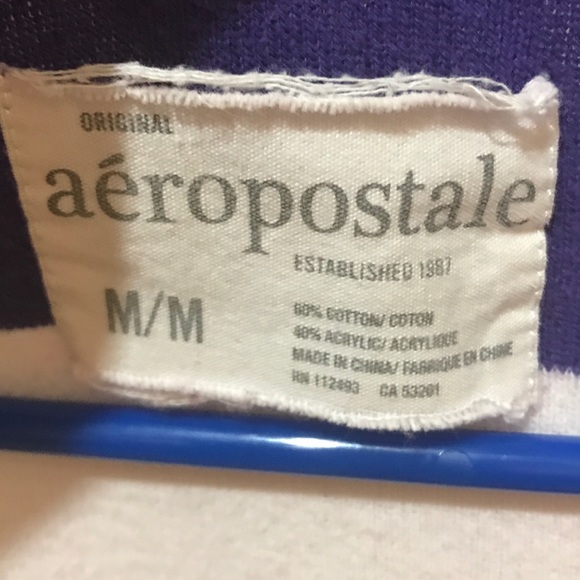 ORIGINAL
aéropostale
ESTABLISHED 1987
M/M
60% COTTON/ COTON
40% ACRYLIC/ ACRYLIQUE
MADE IN CHINA/ FABRIQUE EN CHINE
RN 112493 CA 53201